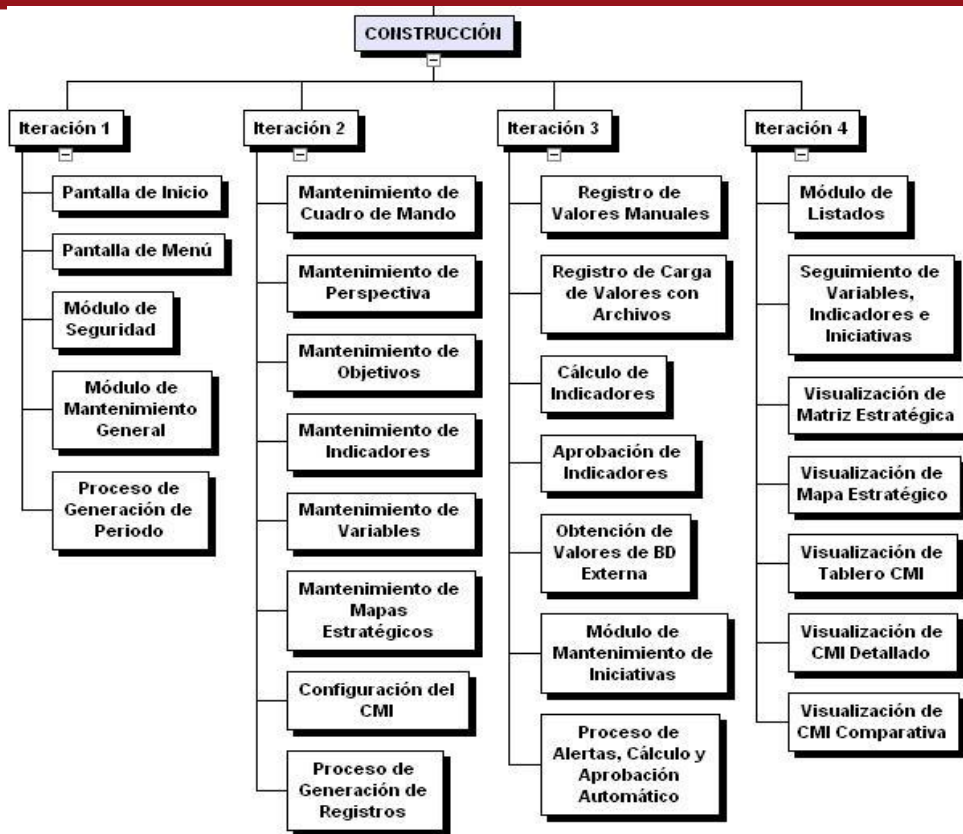 CONSTRUCCIÓN
Iteración 1
Pantalla de Inicio
Pantalla de Menú
Módulo de
Seguridad
Módulo de
Mantenimiento
General
Proceso de
Generación de
Periodo
Iteración 2
Mantenimiento de
Cuadro de Mando
Mantenimiento de
Perspectiva
Mantenimiento de
Objetivos
Mantenimiento de
Indicadores
Mantenimiento de
Variables
Mantenimiento de
Mapas
Estratégicos
Configuración del
CMI
Proceso de
Generación de
Registros
Iteración 3
Registro de
Valores Manuales
Registro de Carga
de Valores con
Archivos
Cálculo de
Indicadores
Aprobación de
Indicadores
Obtención de
Valores de BD
Externa
Módulo de
Mantenimiento de
Iniciativas
Proceso de
Alertas, Cálculo y
Aprobación
Automático
Iteración 4
Módulo de
Listados
Seguimiento de
Variables,
Indicadores e
Iniciativas
Visualización de
Matriz Estratégica
Visualización de
Mapa Estratégico
Visualización de
Tablero CMI
Visualización de
CMI Detallado
Visualización de
CMI Comparativa